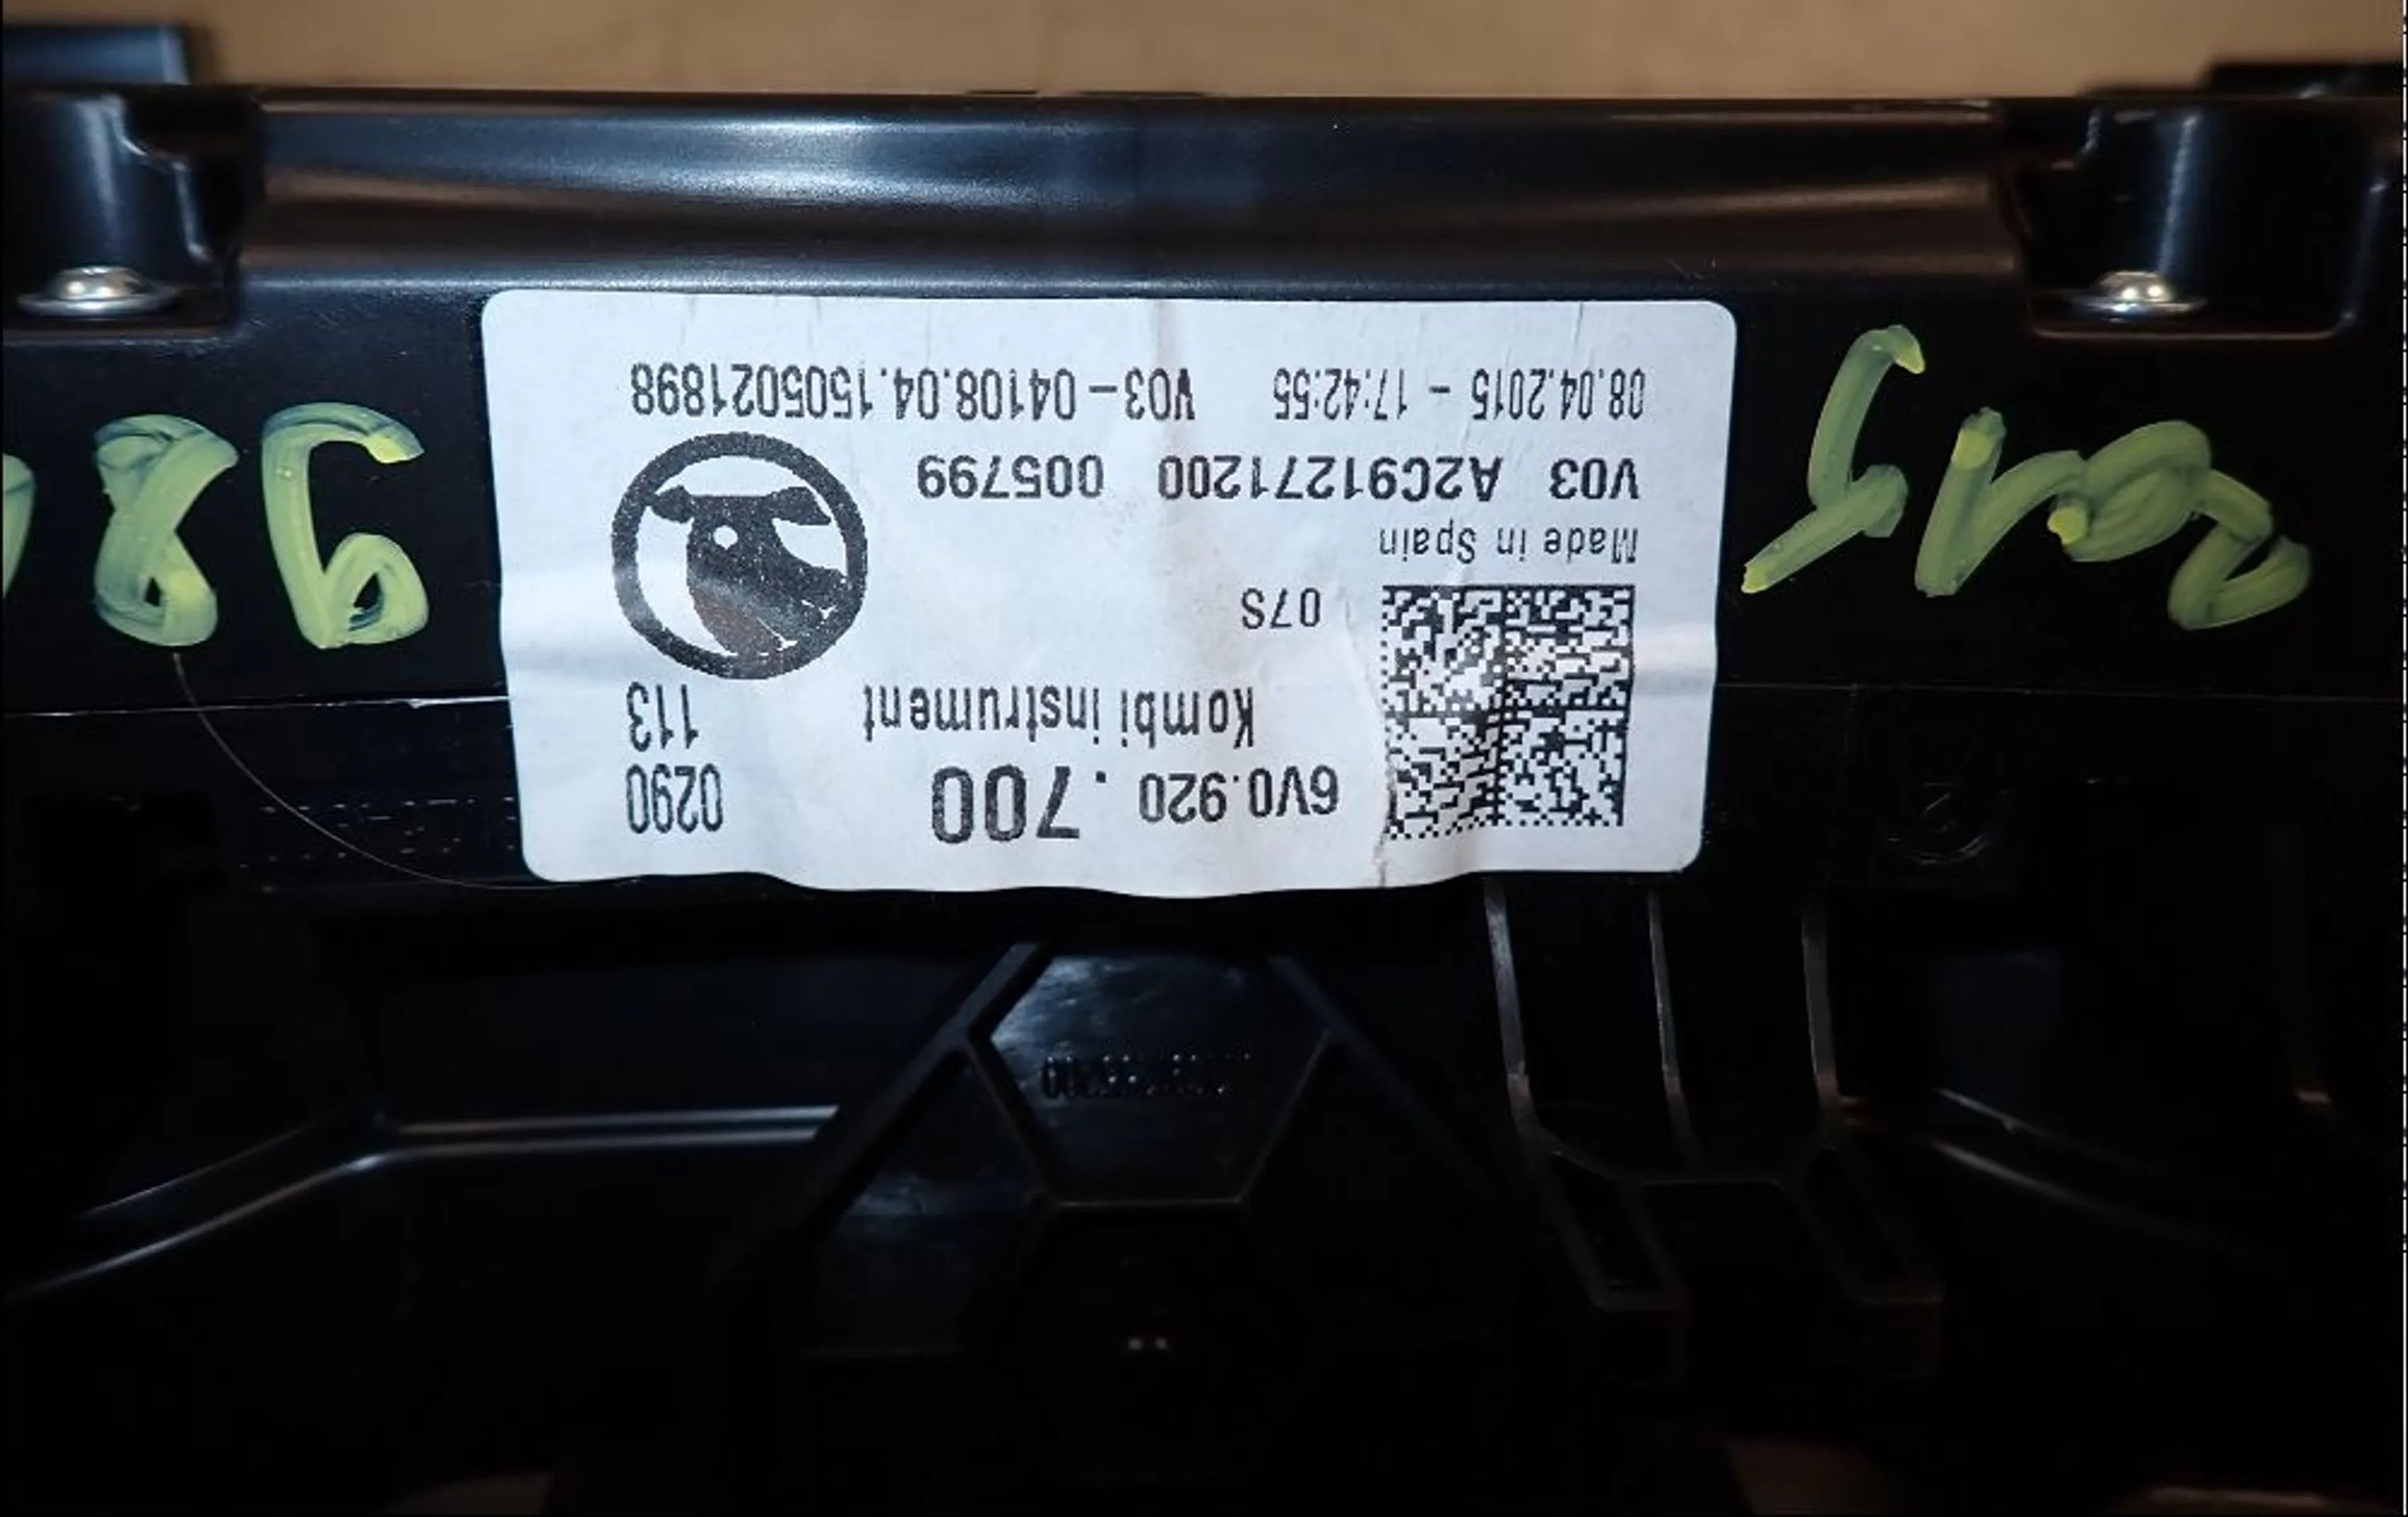 6V0.920 .700 0290
Kombi instrument 113
07S
Made in Spain
V03 A2C91271200 005799
08.04.2015 - 17:42:55 V03-04108.04.1505021898